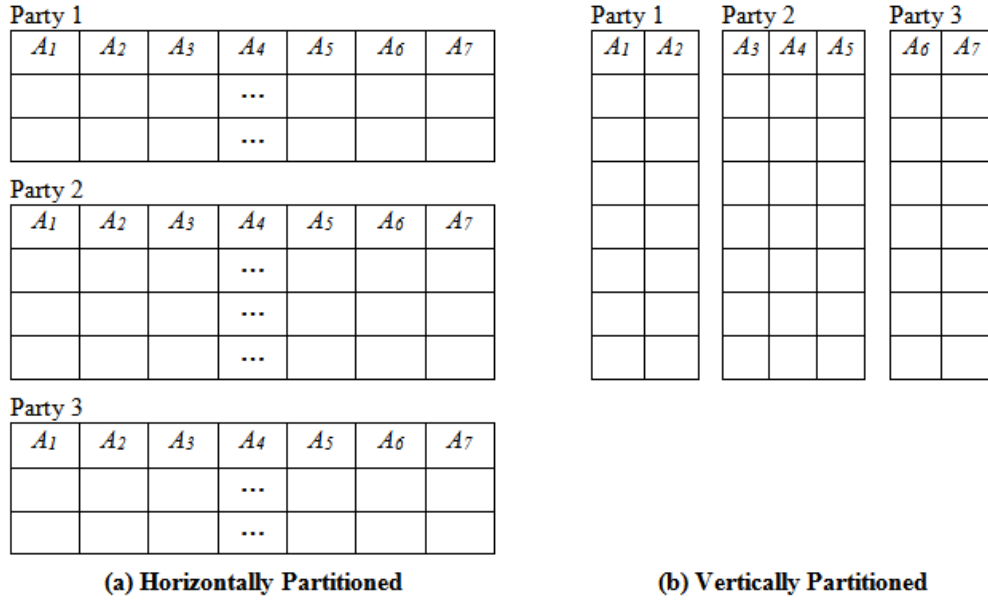 Party 1
A1 A2 A3 A4 A5 A6 A7
...
...
Party 2
A1 A2 A3 A4 A5 A6 A7
...
...
...
Party 3
A1 A2 A3 A4 A5 A6 A7
...
...
(a) Horizontally Partitioned
Party 1 Party 2 Party 3
A1 A2 A3 A4 A5 A6 A7
(b) Vertically Partitioned